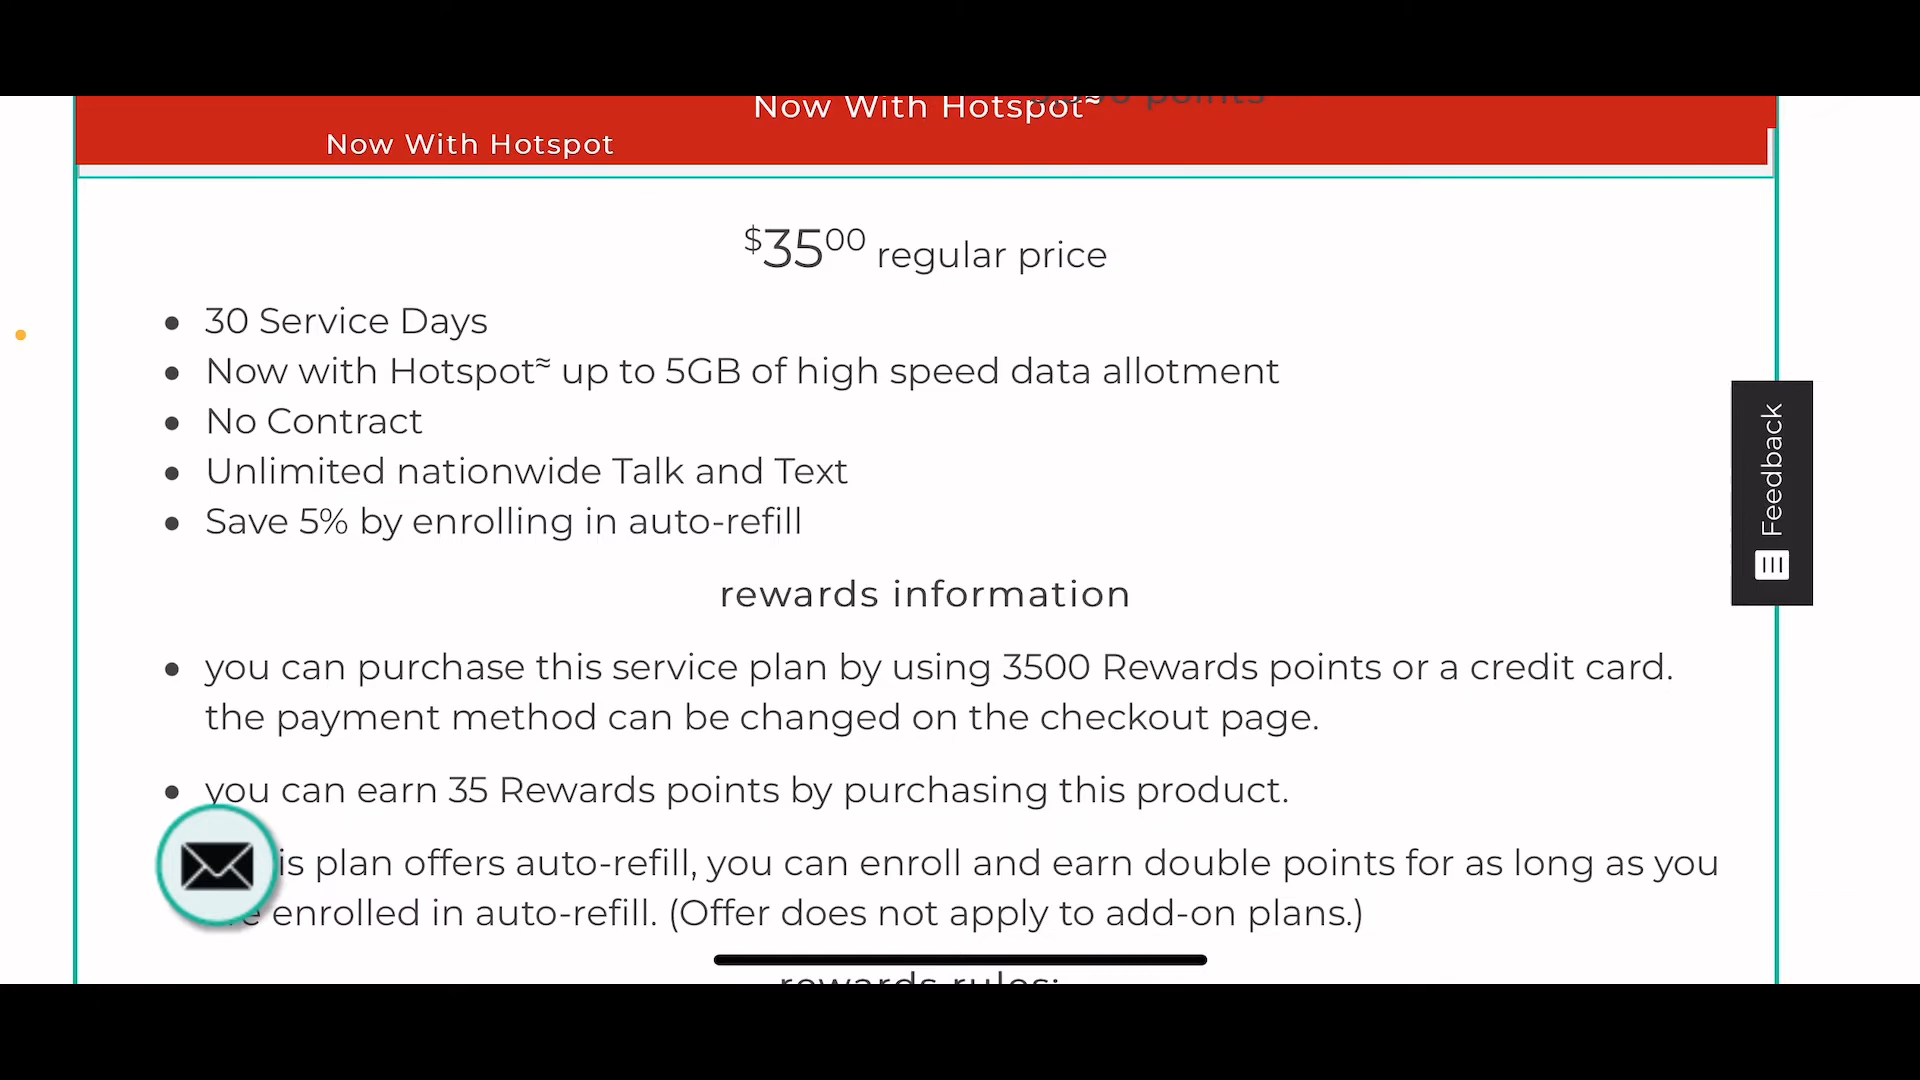 Now With Hotspot≈
points
Now With Hotspot
$35⁰⁰ regular price
• 30 Service Days
• Now with Hotspot≈ up to 5GB of high speed data allotment
• No Contract
• Unlimited nationwide Talk and Text
• Save 5% by enrolling in auto-refill
Feedback
rewards information
• you can purchase this service plan by using 3500 Rewards points or a credit card.
the payment method can be changed on the checkout page.
• you can earn 35 Rewards points by purchasing this product.
is plan offers auto-refill, you can enroll and earn double points for as long as you
enrolled in auto-refill. (Offer does not apply to add-on plans.)
rewards rules: